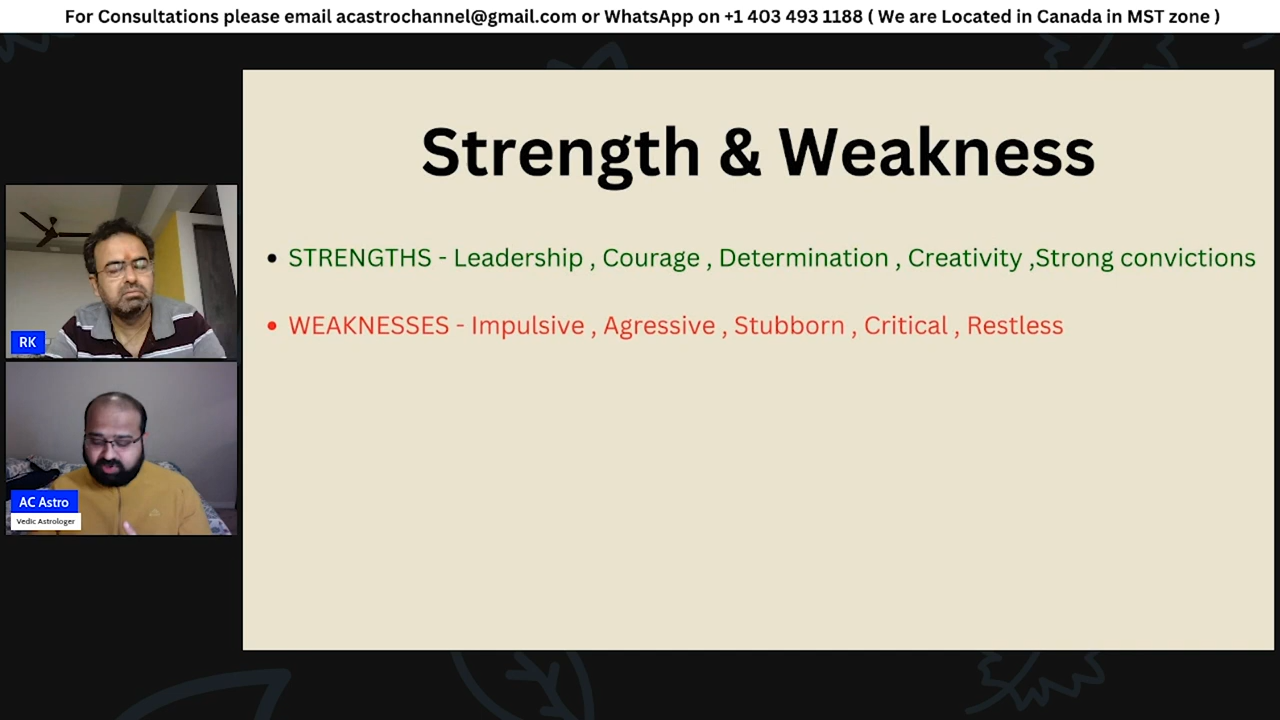 For Consultations please email acastrochannel@gmail.com or WhatsApp on +1 403 493 1188 ( We are Located in Canada in MST zone )
Strength & Weakness
• STRENGTHS - Leadership , Courage , Determination , Creativity ,Strong convictions
• WEAKNESSES - Impulsive , Agressive , Stubborn , Critical , Restless
RK
AC Astro
Vedic Astrologer